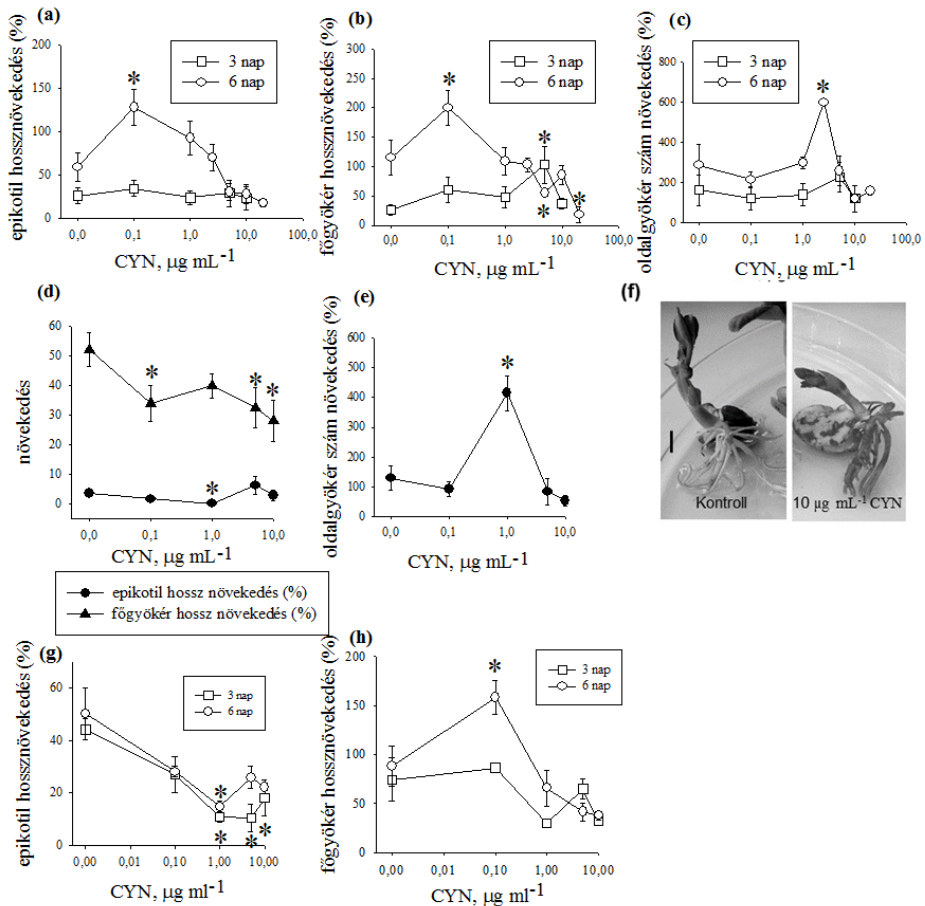 (a)
epikotil hossznövekedés (%)
200
150
100
50
0
3 nap
6 nap
*
0,0 0,1 1,0 10,0 100,0
CYN, µg mL-1
(b)
főgyökér hossznövekedés (%)
300
250
200
150
100
50
0
3 nap
6 nap
* * * *
0,0 0,1 1,0 10,0 100,0
CYN, µg mL-1
(c)
oldalgyökér szám növekedés (%)
800
600
400
200
0
3 nap
6 nap
*
0,0 0,1 1,0 10,0 100,0
CYN, µg mL-1
(d)
növekedés
60
50
40
30
20
10
0
* * * *
0,0 0,1 1,0 10,0
CYN, µg mL-1
epikotil hossz növekedés (%)
főgyökér hossz növekedés (%)
(e)
oldalgyökér szám növekedés (%)
600
500
400
300
200
100
0
*
0,0 0,1 1,0 10,0
CYN, µg mL-1
(f)
Kontroll
10 µg mL-1 CYN
(g)
epikotil hossznövekedés (%)
60
40
20
0
3 nap
6 nap
* * * *
0,00 0,01 0,10 1,00 10,00
CYN, µg ml-1
(h)
főgyökér hossznövekedés (%)
200
150
100
50
0
3 nap
6 nap
*
0,00 0,01 0,10 1,00 10,00
CYN, µg ml-1